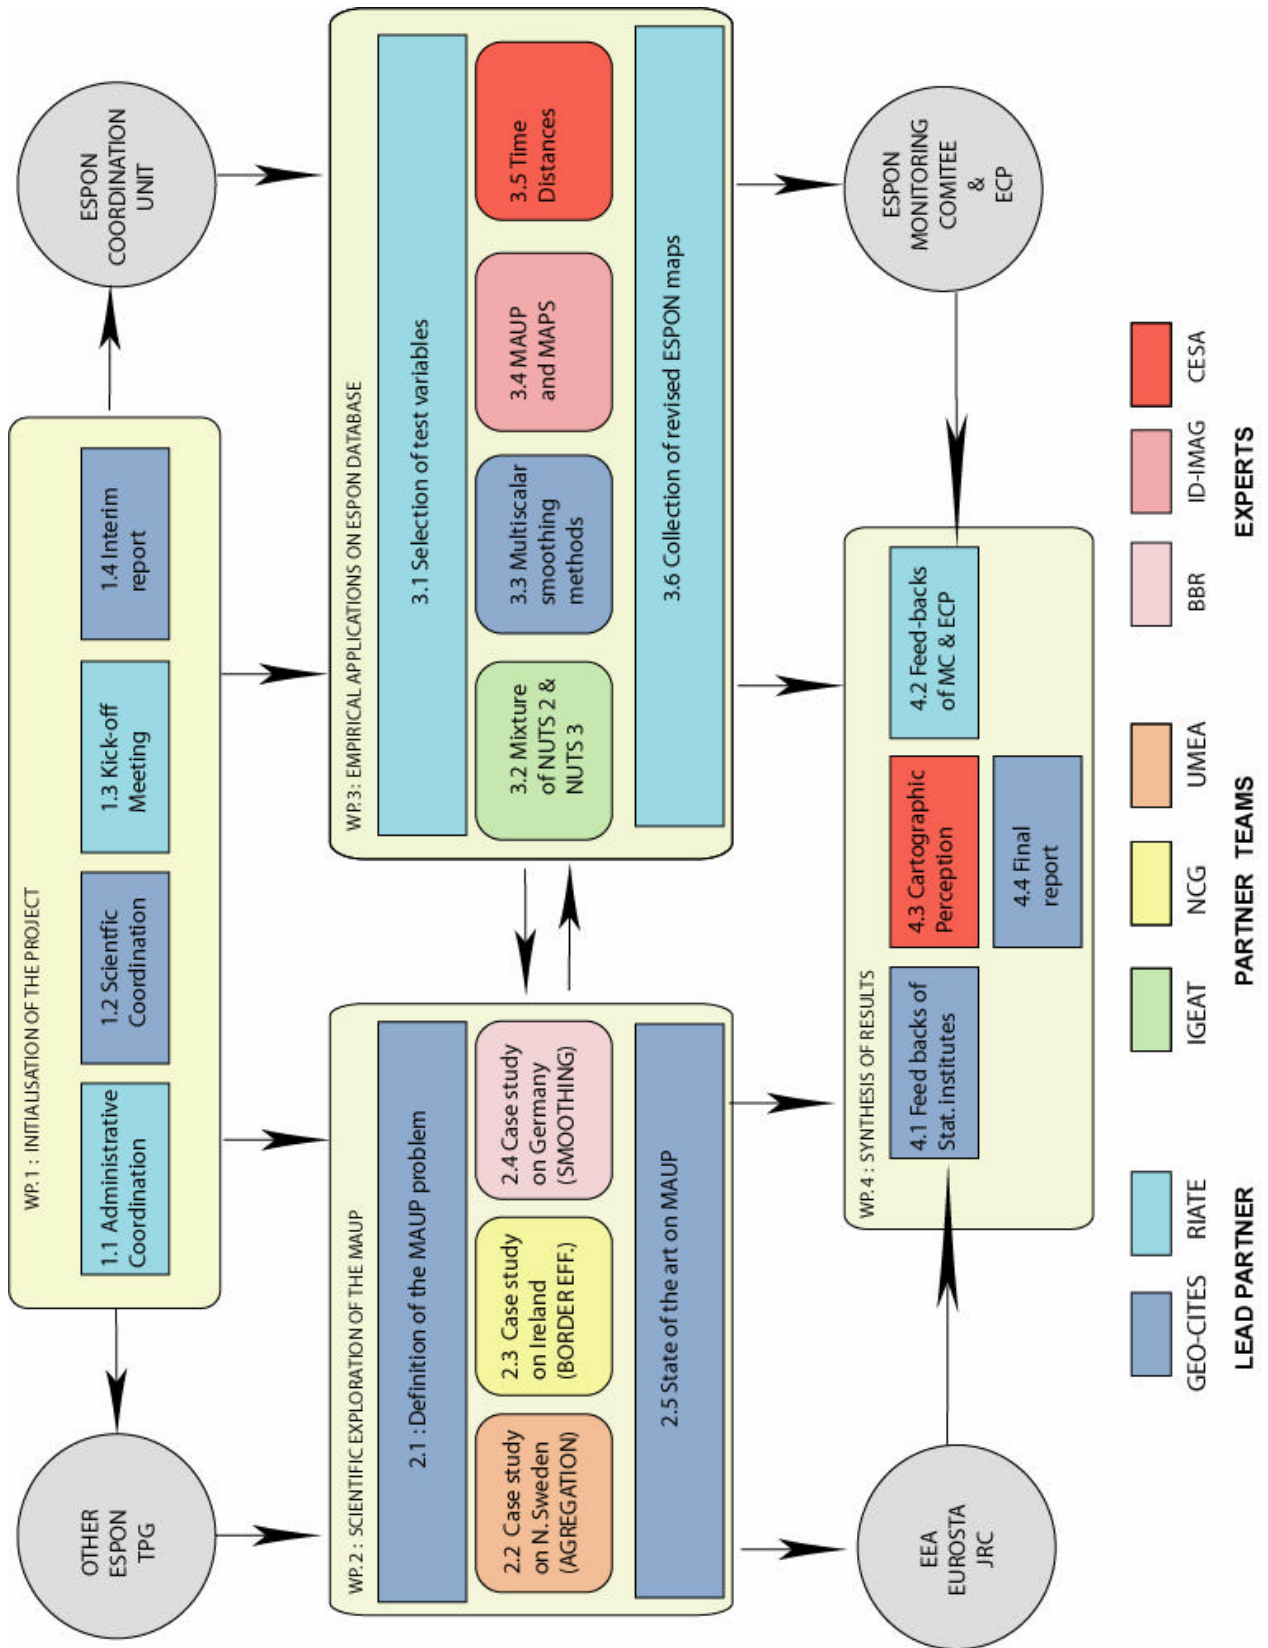 WP.1 : INITIALISATION OF THE PROJECT
1.1 Administrative
Coordination
1.2 Scientfic
Coordination
1.3 Kick-off
Meeting
1.4 Interim
report
OTHER
ESPON
TPG
ESPON
COORDINATION
UNIT
WP.2 : SCIENTIFIC EXPLORATION OF THE MAUP
2.1 : Definition of the MAUP problem
2.2 Case study
on N. Sweden
(AGREGATION)
2.3 Case study
on Ireland
(BORDER EFF.)
2.4 Case study
on Germany
(SMOOTHING)
2.5 State of the art on MAUP
WP.3: EMPIRICAL APPLICATIONS ON ESPON DATABASE
3.1 Selection of test variables
3.2 Mixture
of NUTS 2 &
NUTS 3
3.3 Multiscalar
smoothing
methods
3.4 MAUP
and MAPS
3.5 Time
Distances
3.6 Collection of revised ESPON maps
EEA
EUROSTA
JRC
WP.4 : SYNTHESIS OF RESULTS
4.1 Feed backs of
Stat. institutes
4.3 Cartographic
Perception
4.2 Feed-backs
of MC & ECP
4.4 Final
report
ESPON
MONITORING
COMITEE
&
ECP
GEO-CITES
RIATE
IGEAT
NCG
UMEA
BBR
ID-IMAG
CESA
LEAD PARTNER
PARTNER TEAMS
EXPERTS